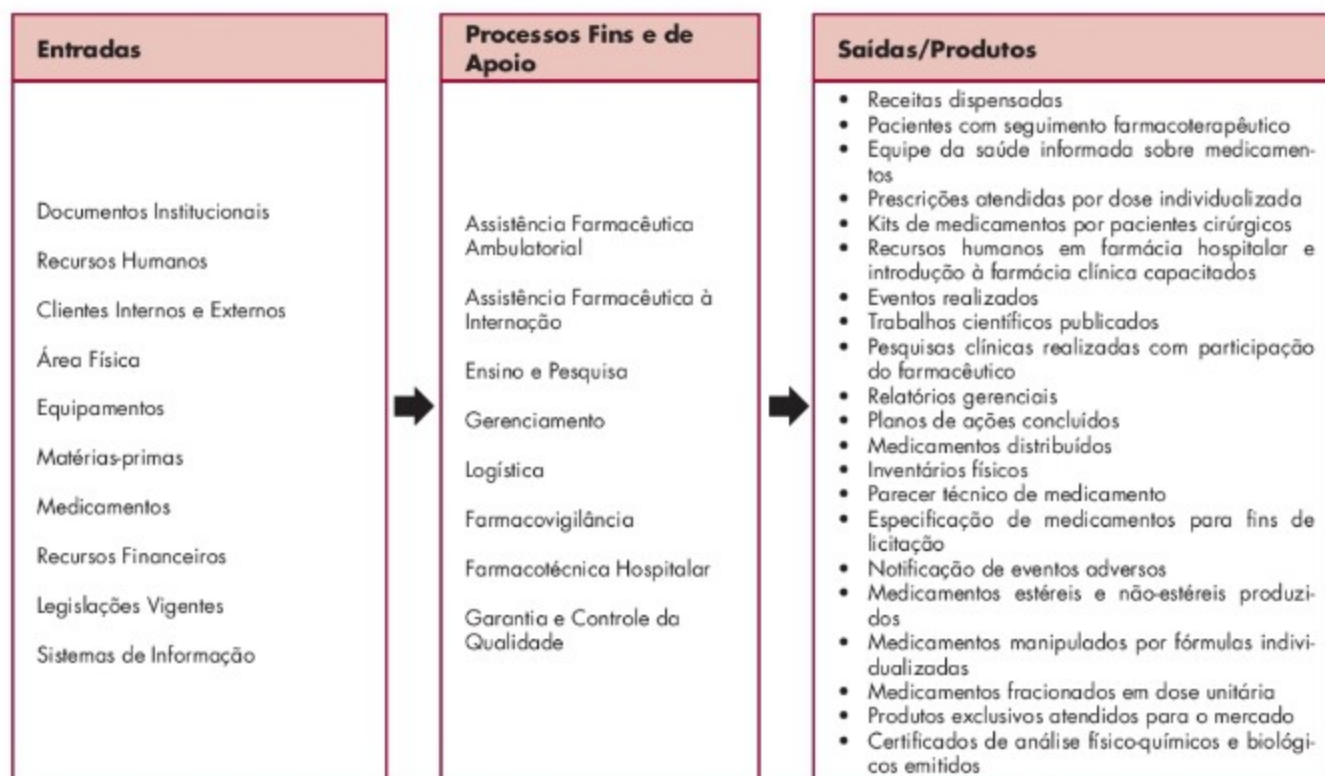 Entradas
Documentos Institucionais
Recursos Humanos
Clientes Internos e Externos
Área Física
Equipamentos
Matérias-primas
Medicamentos
Recursos Financeiros
Legislações Vigentes
Sistemas de Informação
Processos Fins e de
Apoio
Assistência Farmacêutica
Ambulatorial
Assistência Farmacêutica à
Internação
Ensino e Pesquisa
Gerenciamento
Logística
Farmacovigilância
Farmacotécnica Hospitalar
Garantia e Controle da
Qualidade
Saídas/Produtos
• Receitas dispensadas
• Pacientes com seguimento farmacoterapêutico
• Equipe da saúde informada sobre medicamen-
tos
• Prescrições atendidas por dose individualizada
• Kits de medicamentos por pacientes cirúrgicos
• Recursos humanos em farmácia hospitalar e
introdução à farmácia clínica capacitados
• Eventos realizados
• Trabalhos científicos publicados
• Pesquisas clínicas realizadas com participação
do farmacêutico
• Relatórios gerenciais
• Planos de ações concluídos
• Medicamentos distribuídos
• Inventários físicos
• Parecer técnico de medicamento
• Especificação de medicamentos para fins de
licitação
• Notificação de eventos adversos
• Medicamentos estéreis e não-estéreis produzi-
dos
• Medicamentos manipulados por fórmulas indivi-
dualizadas
• Medicamentos fracionados em dose unitária
• Produtos exclusivos atendidos para o mercado
• Certificados de análise físico-químicos e biológi-
cos emitidos